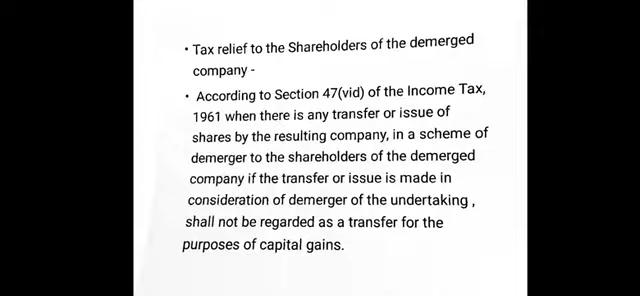 • Tax relief to the Shareholders of the demerged
company -
• According to Section 47(vid) of the Income Tax,
1961 when there is any transfer or issue of
shares by the resulting company, in a scheme of
demerger to the shareholders of the demerged
company if the transfer or issue is made in
consideration of demerger of the undertaking ,
shall not be regarded as a transfer for the
purposes of capital gains.